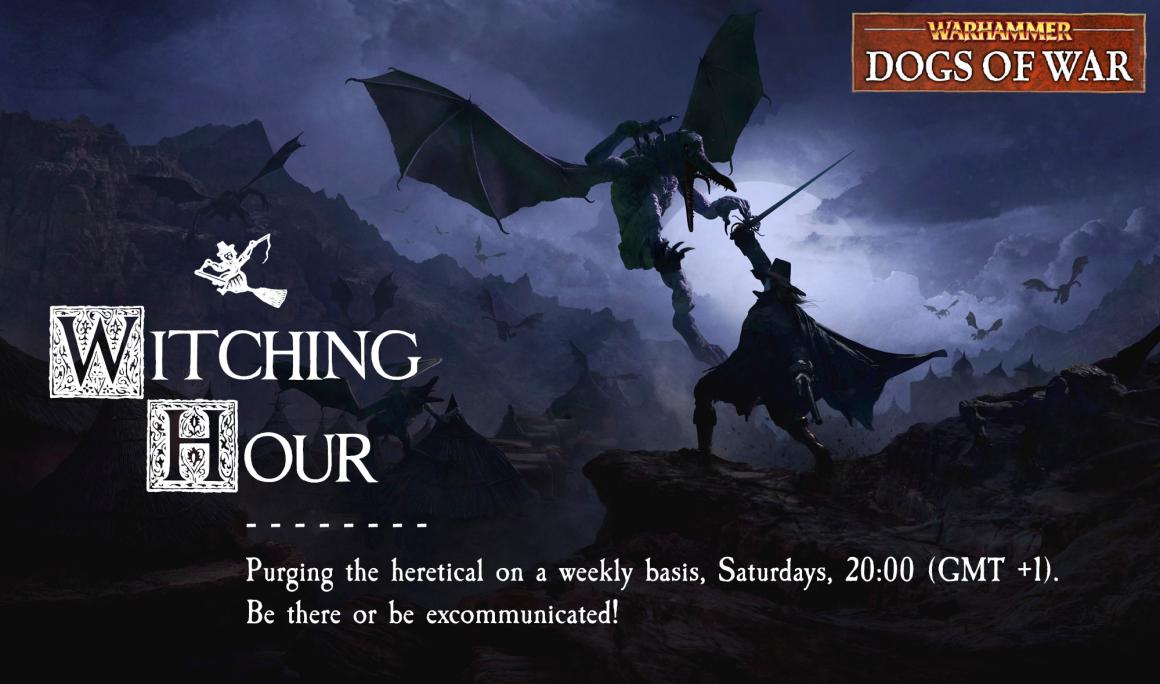 WARHAMMER
DOGS OF WAR
WITCHING
HOUR
--------
Purging the heretical on a weekly basis, Saturdays, 20:00 (GMT +1).
Be there or be excommunicated!